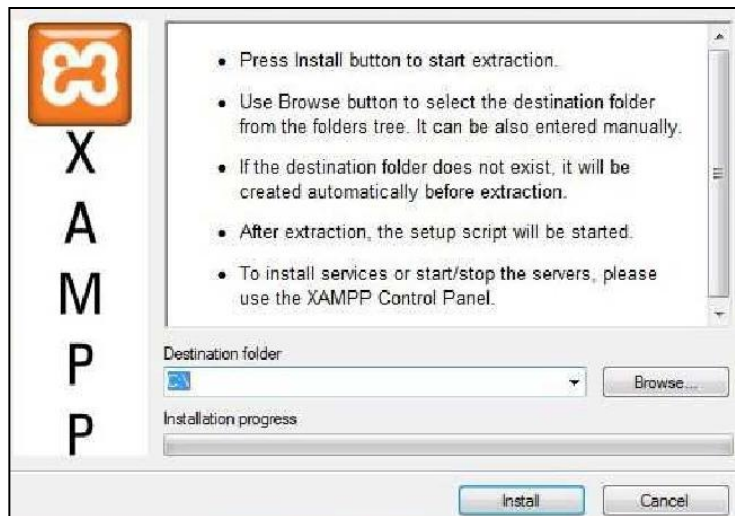 XAMPP
• Press Install button to start extraction.
• Use Browse button to select the destination folder
from the folders tree. It can be also entered manually.
• If the destination folder does not exist, it will be
created automatically before extraction.
• After extraction, the setup script will be started.
• To install services or start/stop the servers, please
use the XAMPP Control Panel.
Destination folder
C:\
Browse...
Installation progress
Install
Cancel